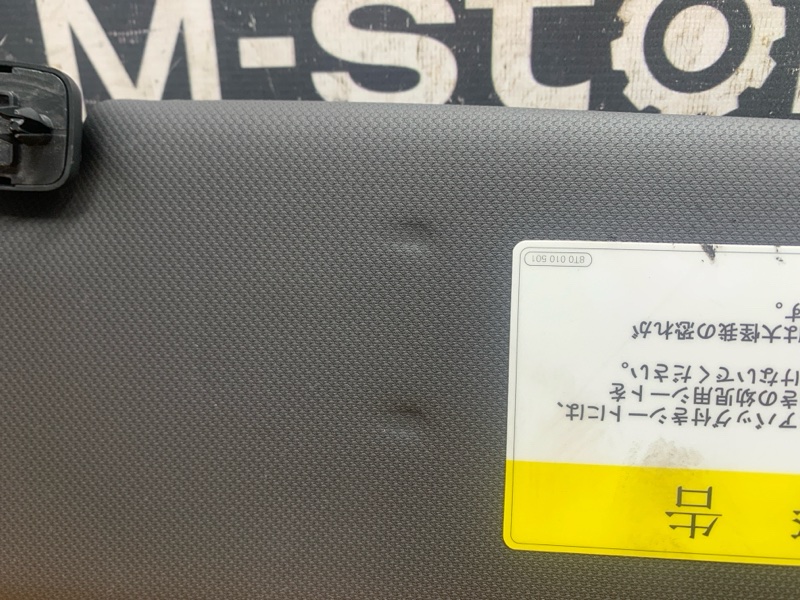 M-STO
告
アバッグ付きシートには、
きの幼児用シートを
けないでください。
は大怪我の恐れが
す。
8T0 010 501